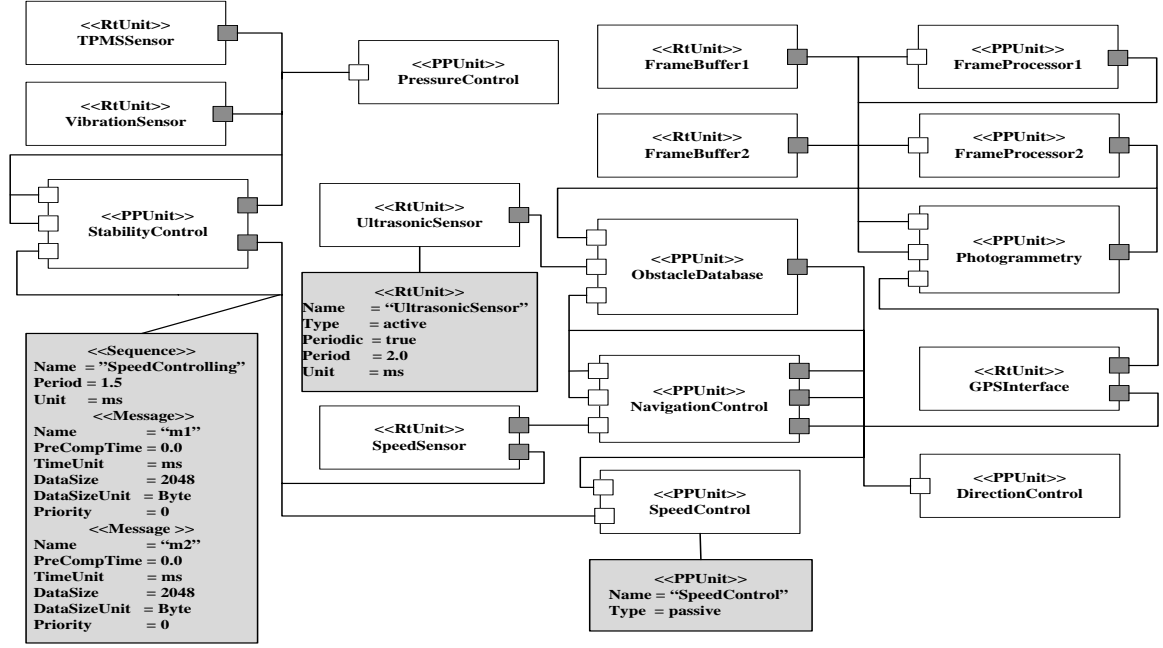 <<RtUnit>>
TPMSSensor
<<PPUnit>>
PressureControl
<<RtUnit>>
VibrationSensor
<<PPUnit>>
StabilityControl
<<RtUnit>>
FrameBuffer1
<<PPUnit>>
FrameProcessor1
<<RtUnit>>
FrameBuffer2
<<PPUnit>>
FrameProcessor2
<<RtUnit>>
UltrasonicSensor
<<PPUnit>>
ObstacleDatabase
<<PPUnit>>
Photogrammetry
<<RtUnit>>
Name = “UltrasonicSensor”
Type = active
Periodic = true
Period = 2.0
Unit = ms
<<PPUnit>>
NavigationControl
<<RtUnit>>
GPSInterface
<<RtUnit>>
SpeedSensor
<<PPUnit>>
SpeedControl
<<PPUnit>>
DirectionControl
<<Sequence>>
Name = ”SpeedControlling”
Period = 1.5
Unit = ms
<<Message>>
Name = “m1”
PreCompTime = 0.0
TimeUnit = ms
DataSize = 2048
DataSizeUnit = Byte
Priority = 0
<<Message >>
Name = “m2”
PreCompTime = 0.0
TimeUnit = ms
DataSize = 2048
DataSizeUnit = Byte
Priority = 0
<<PPUnit>>
Name = “SpeedControl”
Type = passive